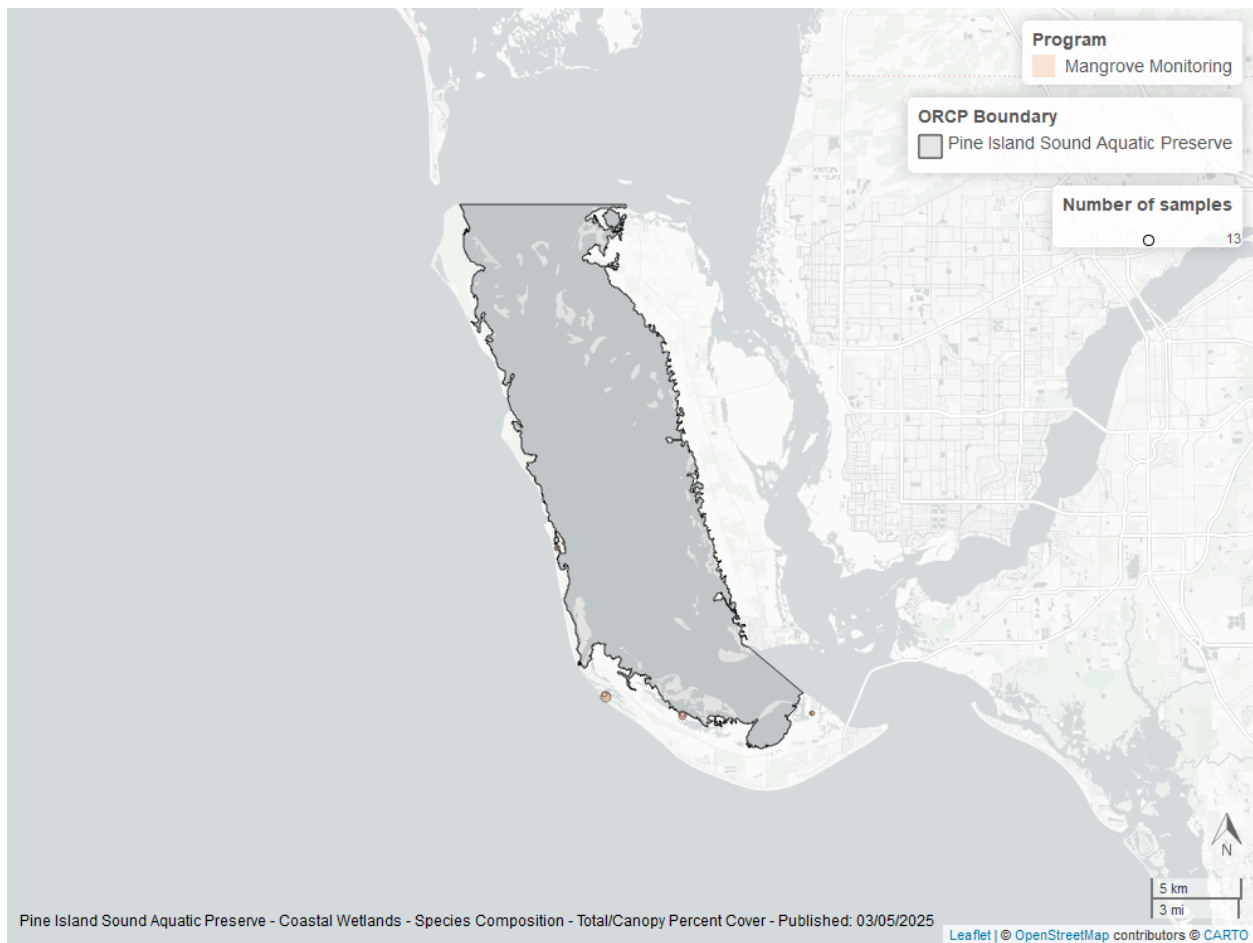 Program
Mangrove Monitoring
ORCP Boundary
Pine Island Sound Aquatic Preserve
Number of samples
13
N
5 km
3 mi
Pine Island Sound Aquatic Preserve - Coastal Wetlands - Species Composition - Total/Canopy Percent Cover - Published: 03/05/2025
Leaflet | © OpenStreetMap contributors © CARTO